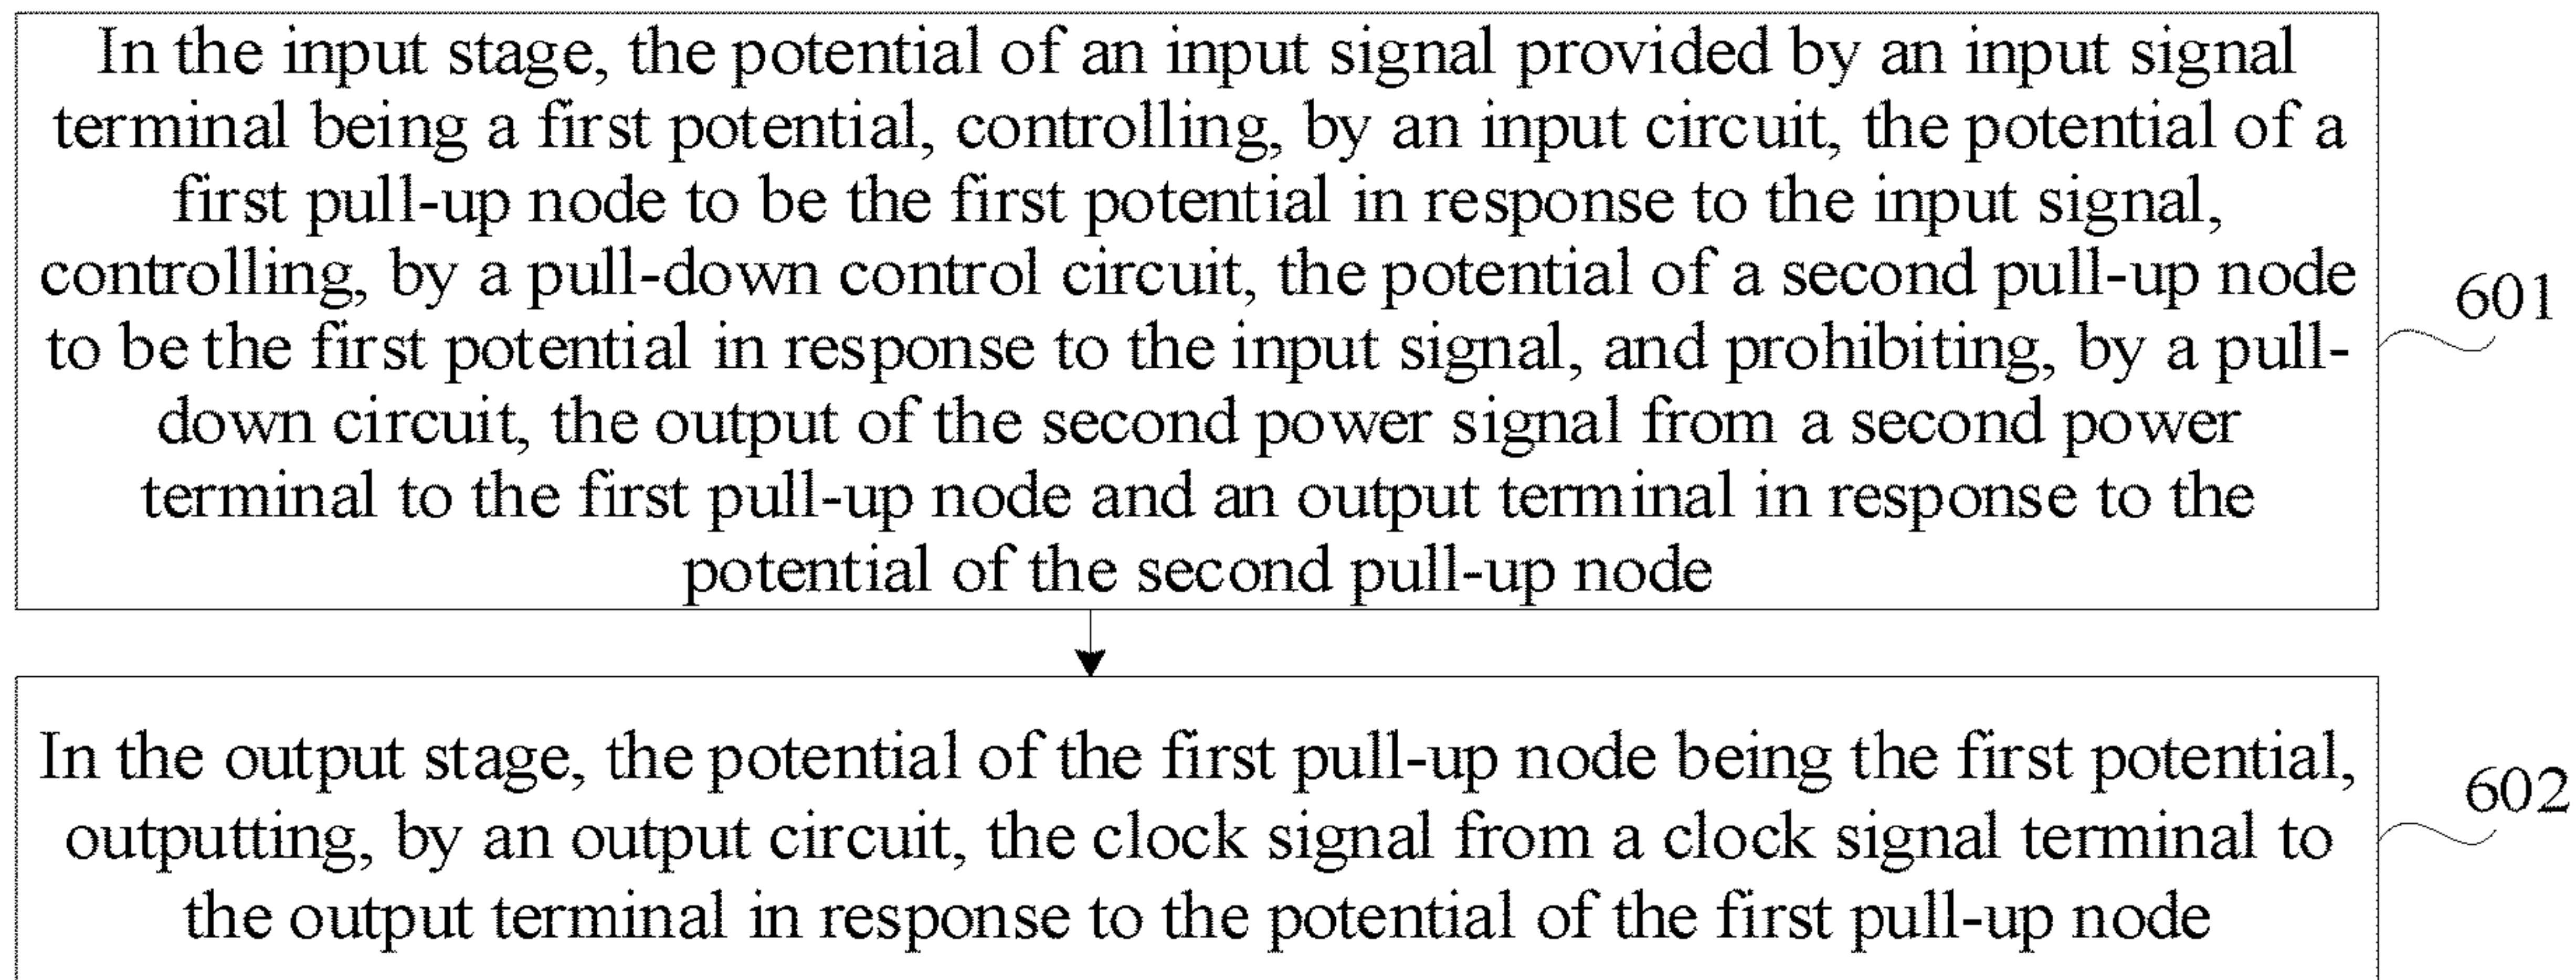 In the input stage, the potential of an input signal provided by an input signal
terminal being a first potential, controlling, by an input circuit, the potential of a
first pull-up node to be the first potential in response to the input signal,
controlling, by a pull-down control circuit, the potential of a second pull-up node
to be the first potential in response to the input signal, and prohibiting, by a pull-
down circuit, the output of the second power signal from a second power
terminal to the first pull-up node and an output terminal in response to the
potential of the second pull-up node
601
In the output stage, the potential of the first pull-up node being the first potential,
outputting, by an output circuit, the clock signal from a clock signal terminal to
the output terminal in response to the potential of the first pull-up node
602